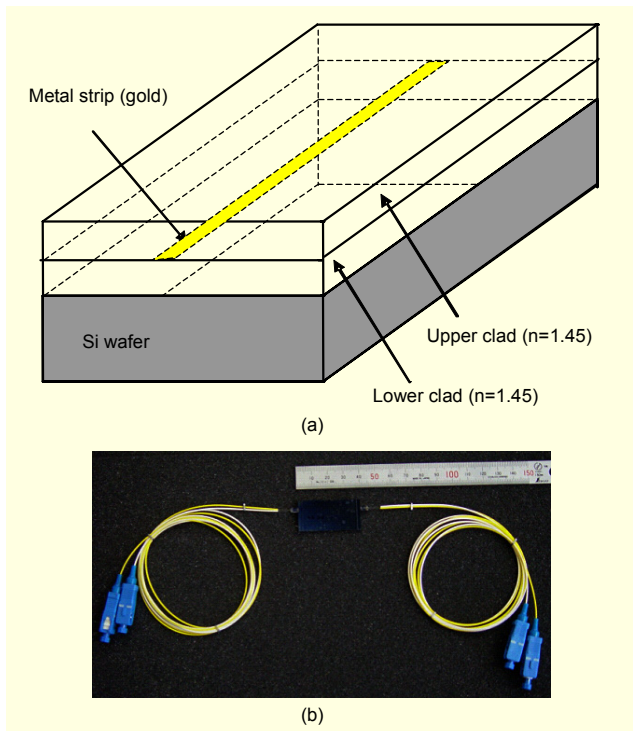 Metal strip (gold)
Upper clad (n=1.45)
Si wafer
Lower clad (n=1.45)
(a)
50 100 150
(b)